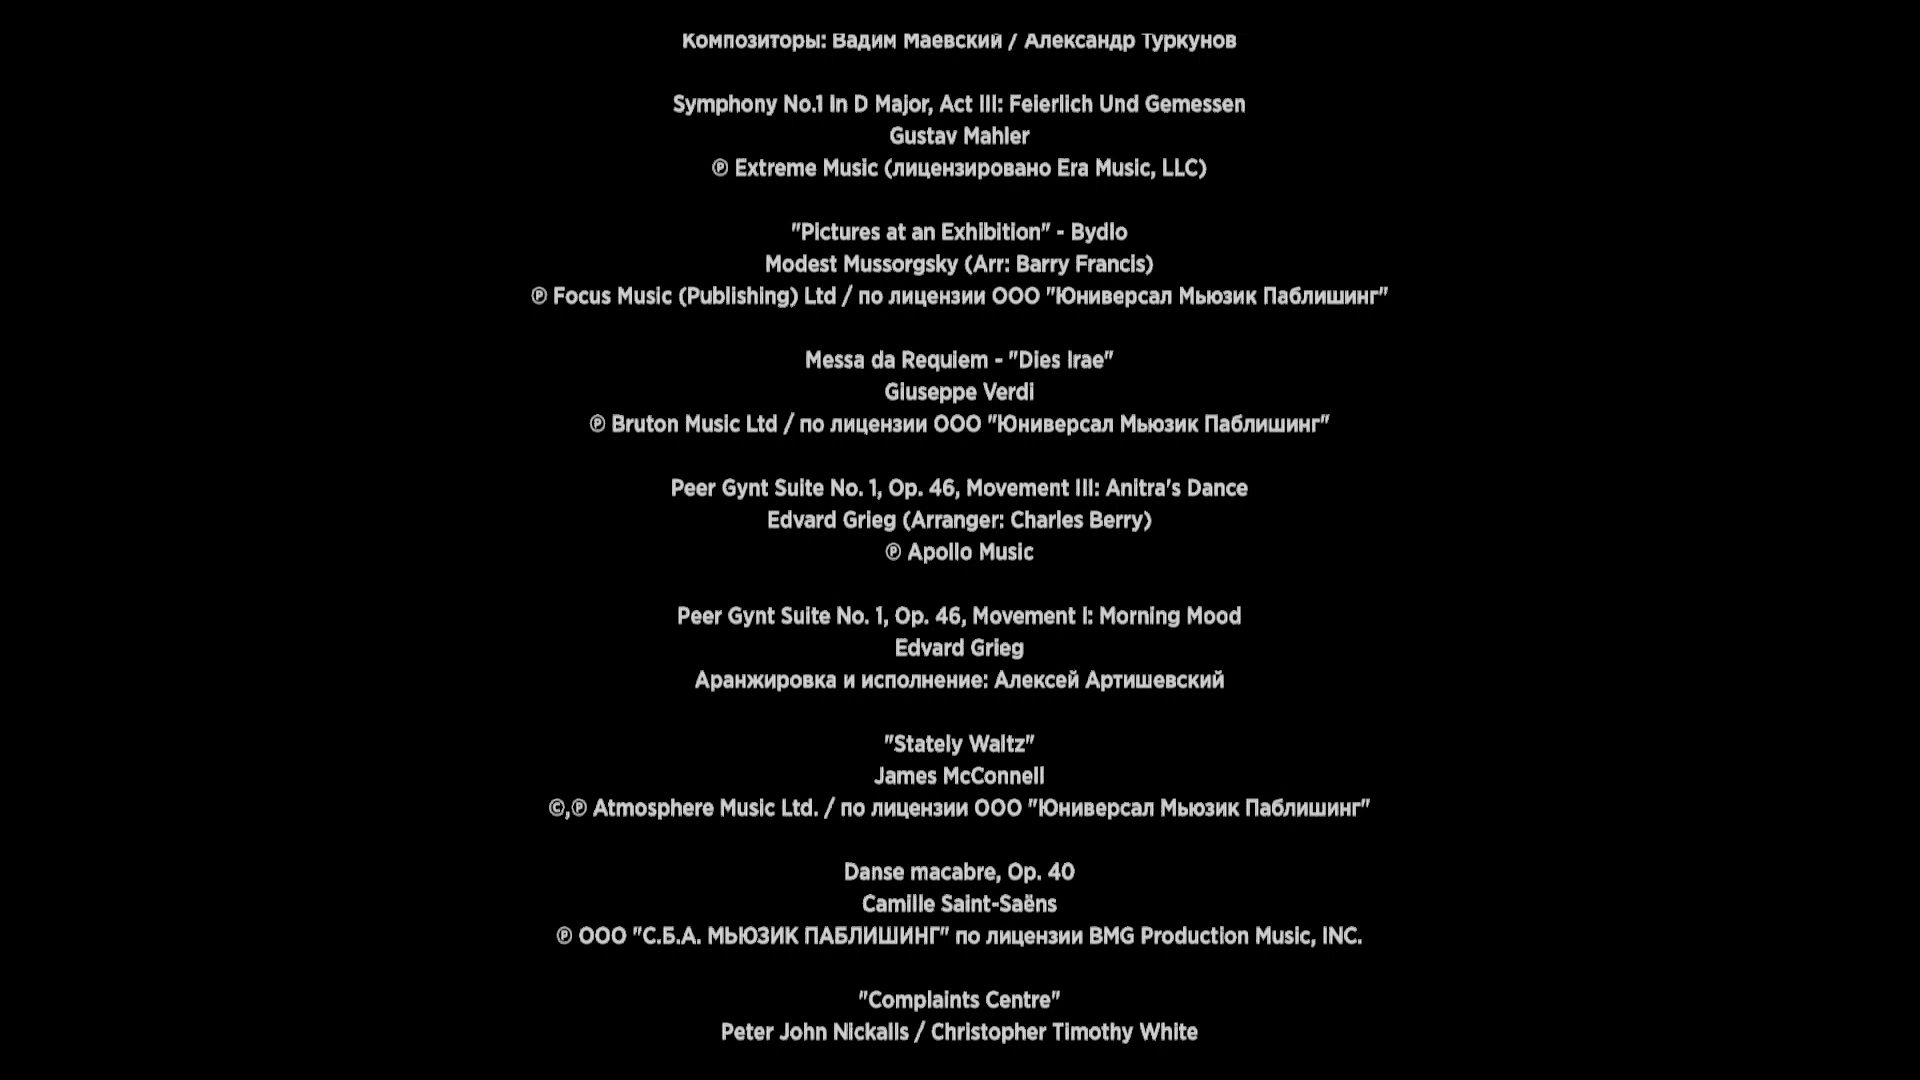 Композиторы: Вадим Маевский / Александр Туркунов
Symphony No.1 in D Major, Act III: Feierlich Und Gemessen
Gustav Mahler
℗ Extreme Music (лицензировано Era Music, LLC)
"Pictures at an Exhibition" - Bydlo
Modest Mussorgsky (Arr: Barry Francis)
℗ Focus Music (Publishing) Ltd / по лицензии ООО "Юниверсал Мьюзик Паблишинг"
Messa da Requiem - "Dies Irae"
Giuseppe Verdi
℗ Bruton Music Ltd / по лицензии ООО "Юниверсал Мьюзик Паблишинг"
Peer Gynt Suite No. 1, Op. 46, Movement III: Anitra's Dance
Edvard Grieg (Arranger: Charles Berry)
℗ Apollo Music
Peer Gynt Suite No. 1, Op. 46, Movement I: Morning Mood
Edvard Grieg
Аранжировка и исполнение: Алексей Артишевский
"Stately Waltz"
James McConnell
©,℗ Atmosphere Music Ltd. / по лицензии ООО "Юниверсал Мьюзик Паблишинг"
Danse macabre, Op. 40
Camille Saint-Saëns
℗ ООО "С.Б.А. МЬЮЗИК ПАБЛИШИНГ" по лицензии BMG Production Music, INC.
"Complaints Centre"
Peter John Nickalls / Christopher Timothy White